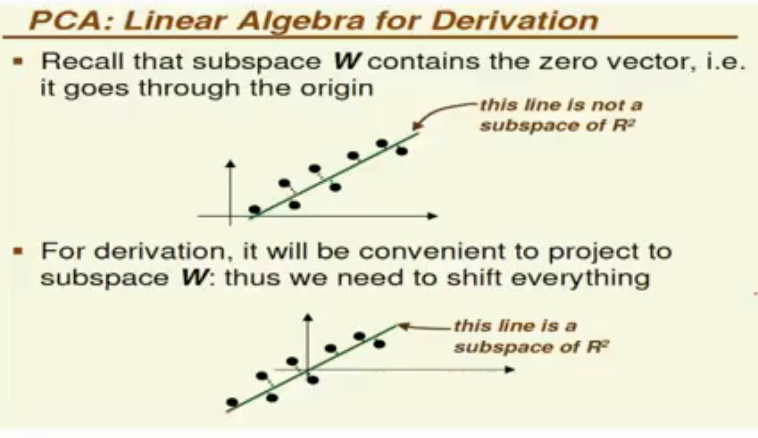 PCA: Linear Algebra for Derivation
▪ Recall that subspace W contains the zero vector, i.e.
it goes through the origin
this line is not a
subspace of R²
▪ For derivation, it will be convenient to project to
subspace W: thus we need to shift everything
this line is a
subspace of R²